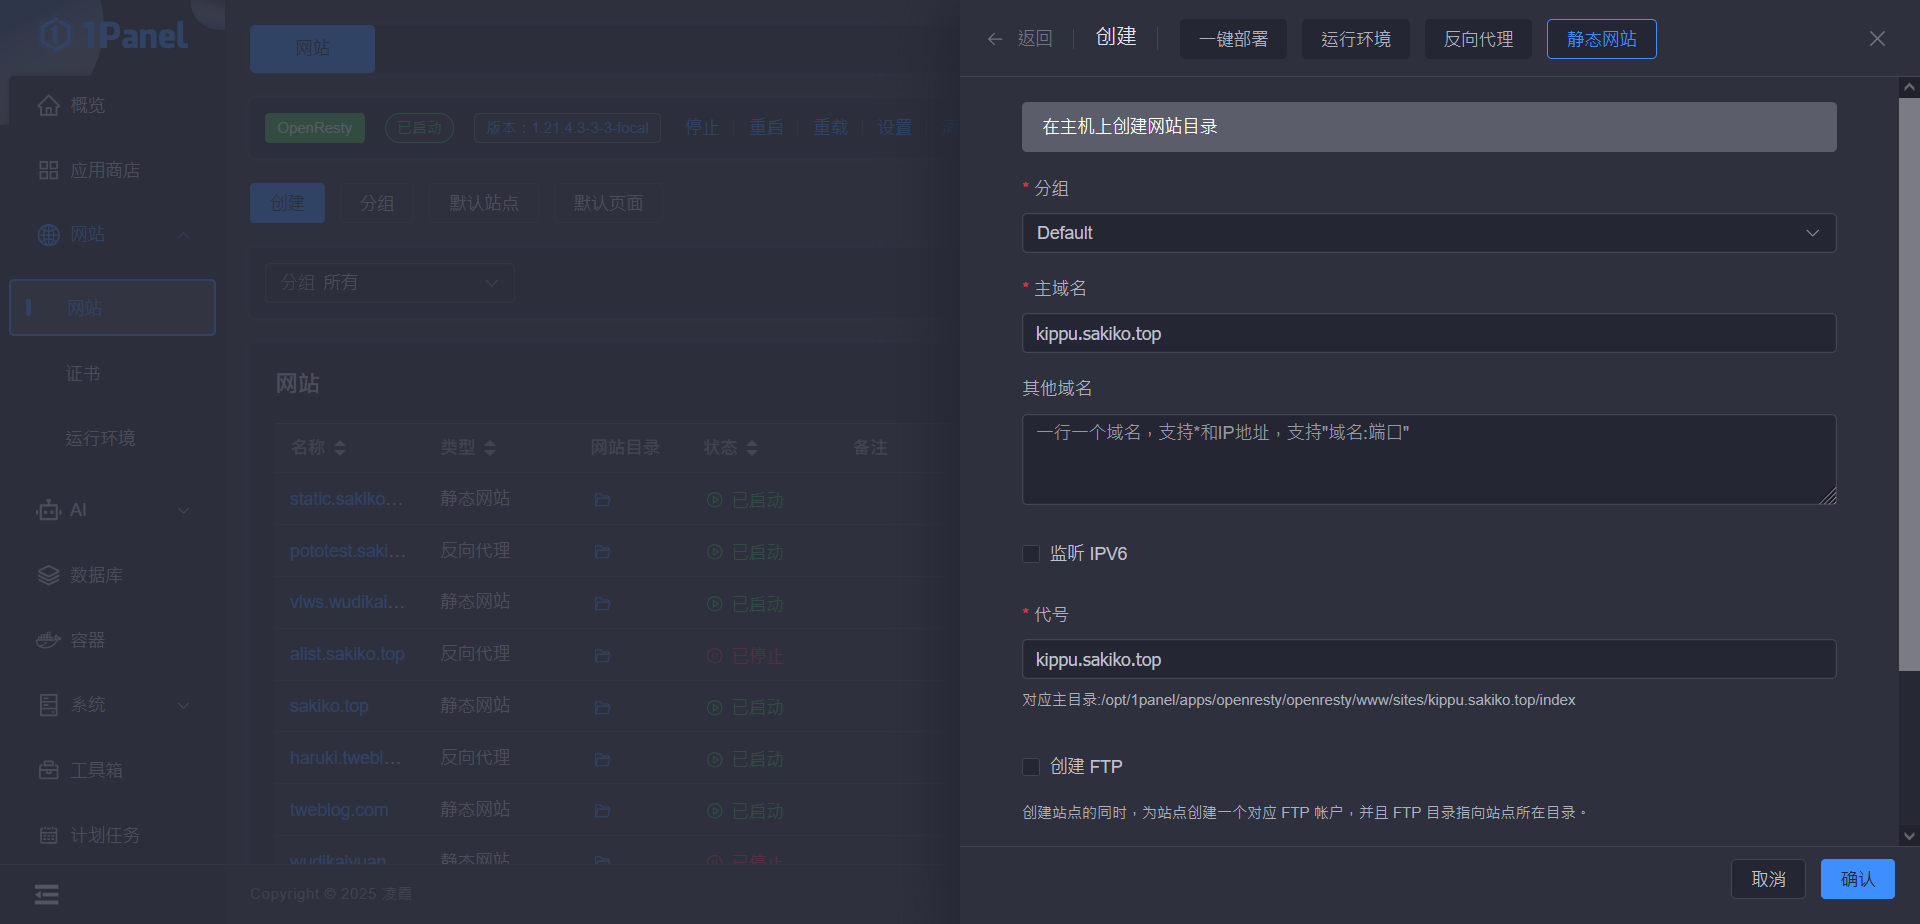 1Panel
概览
应用商店
网站
网站
证书
运行环境
AI
数据库
容器
系统
工具箱
计划任务
网站
OpenResty 已启动 版本：1.21.4.3-3-3-focal 停止 重启 重载 设置
创建 分组 默认站点 默认页面
分组 所有
网站
名称 类型 网站目录 状态 备注
static.sakiko... 静态网站 已启动
pototest.saki... 反向代理 已启动
vlws.wudikai... 静态网站 已启动
alist.sakiko.top 反向代理 已停止
sakiko.top 静态网站 已启动
haruki.twebl... 反向代理 已启动
tweblog.com 静态网站 已启动
wudikaiyuan 静态网站 已停止
Copyright © 2025 凌霞
返回 创建 一键部署 运行环境 反向代理 静态网站
在主机上创建网站目录
* 分组
Default
* 主域名
kippu.sakiko.top
其他域名
一行一个域名，支持*和IP地址，支持"域名:端口"
监听 IPV6
* 代号
kippu.sakiko.top
对应主目录:/opt/1panel/apps/openresty/openresty/www/sites/kippu.sakiko.top/index
创建 FTP
创建站点的同时，为站点创建一个对应 FTP 帐户，并且 FTP 目录指向站点所在目录。
取消 确认